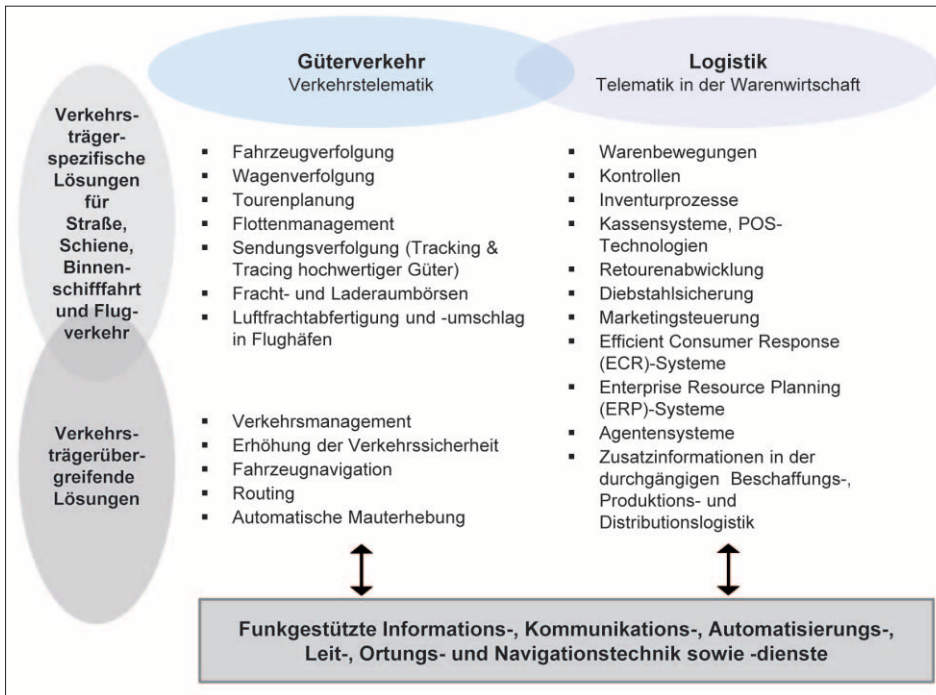 Güterverkehr
Verkehrstelematik
Logistik
Telematik in der Warenwirtschaft
Verkehrs-
träger-
spezifische
Lösungen
für
Straße,
Schiene,
Binnen-
schifffahrt
und Flug-
verkehr
▪ Fahrzeugverfolgung
▪ Wagenverfolgung
▪ Tourenplanung
▪ Flottenmanagement
▪ Sendungsverfolgung (Tracking &
Tracing hochwertiger Güter)
▪ Fracht- und Laderaumbörsen
▪ Luftfrachtabfertigung und -umschlag
in Flughäfen
Verkehrs-
trägerüber-
greifende
Lösungen
▪ Verkehrsmanagement
▪ Erhöhung der Verkehrssicherheit
▪ Fahrzeugnavigation
▪ Routing
▪ Automatische Mauterhebung
▪ Warenbewegungen
▪ Kontrollen
▪ Inventurprozesse
▪ Kassensysteme, POS-
Technologien
▪ Retourenabwicklung
▪ Diebstahlsicherung
▪ Marketingsteuerung
▪ Efficient Consumer Response
(ECR)-Systeme
▪ Enterprise Resource Planning
(ERP)-Systeme
▪ Agentensysteme
▪ Zusatzinformationen in der
durchgängigen Beschaffungs-,
Produktions- und
Distributionslogistik
Funkgestützte Informations-, Kommunikations-, Automatisierungs-,
Leit-, Ortungs- und Navigationstechnik sowie -dienste